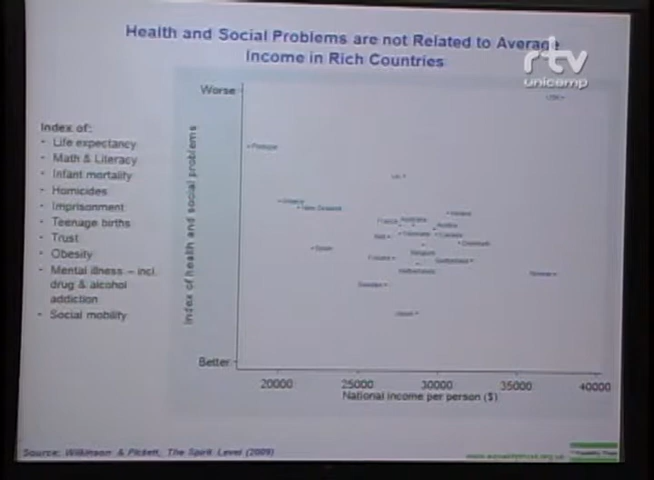 Health and Social Problems are not Related to Average
Income in Rich Countries
rtv
unicamp
Worse
USA
Index of:
• Life expectancy
• Math & Literacy
• Infant mortality
• Homicides
• Imprisonment
• Teenage births
• Trust
• Obesity
• Mental illness – incl.
drug & alcohol
addiction
• Social mobility
Index of health and social problems
Portugal
UK
Greece
New Zealand
Ireland
France
Australia
Austria
Italy
Germany
Canada
Spain
Denmark
Belgium
Finland
Switzerland
Netherlands
Norway
Sweden
Japan
Better
20000
25000
30000
35000
40000
National income per person ($)
Source: Wilkinson & Pickett, The Spirit Level (2009)
www.equalitytrust.org.uk